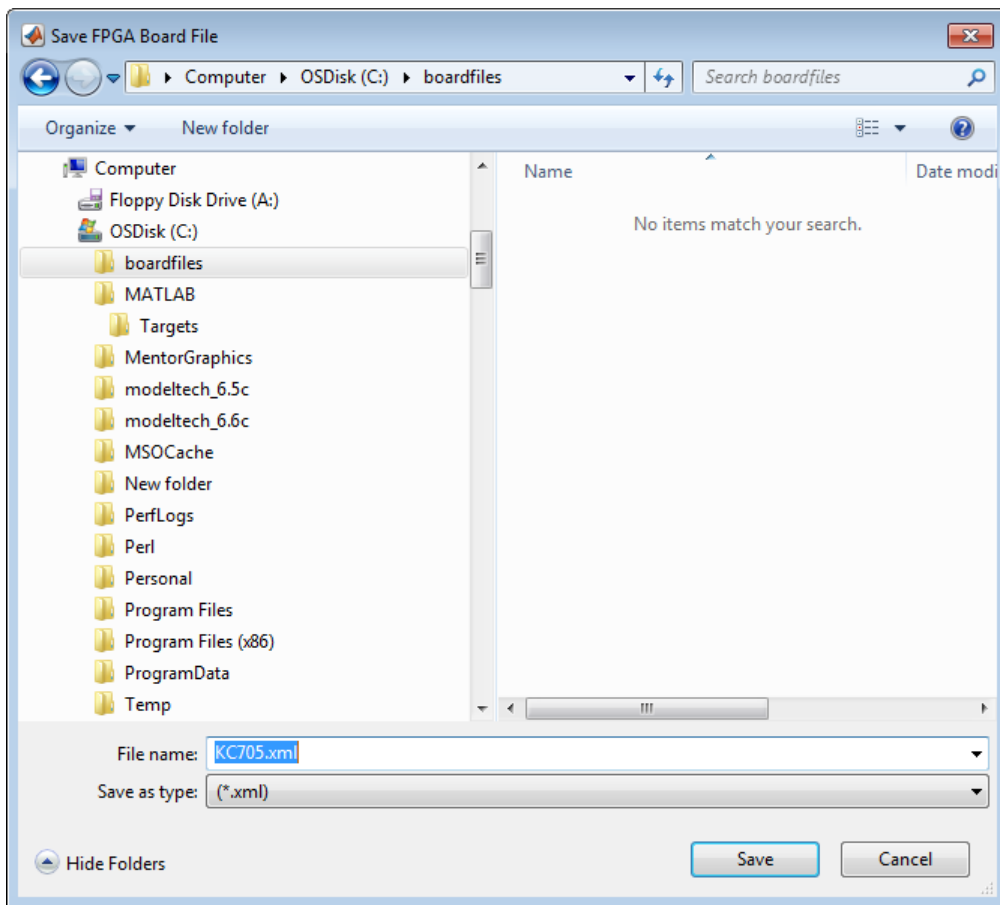 Save FPGA Board File
Computer OSDisk (C:) boardfiles Search boardfiles
Organize New folder
Computer
Floppy Disk Drive (A:)
OSDisk (C:)
boardfiles
MATLAB
Targets
MentorGraphics
modeltech_6.5c
modeltech_6.6c
MSOCache
New folder
PerfLogs
Perl
Personal
Program Files
Program Files (x86)
ProgramData
Temp
Name Date modi
No items match your search.
File name: KC705.xml
Save as type: (*.xml)
Hide Folders Save Cancel